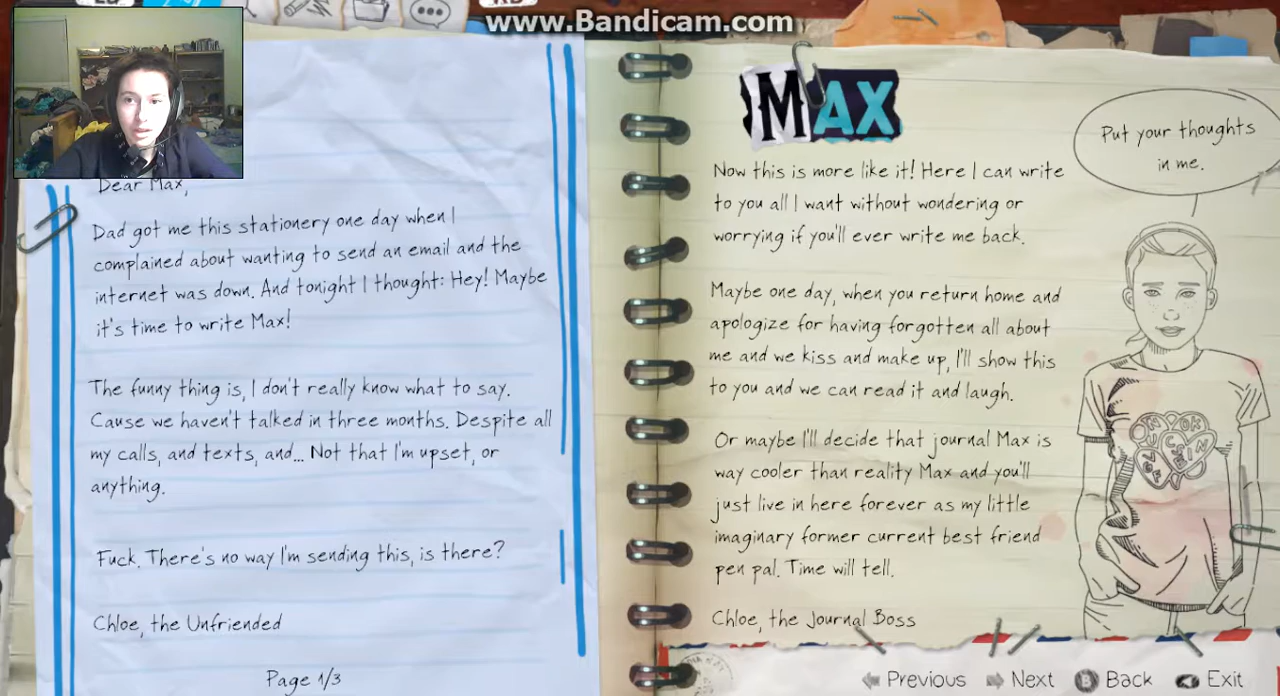 www.Bandicam.com
Dear Max,
Dad got me this stationery one day when I
complained about wanting to send an email and the
internet was down. And tonight I thought: Hey! Maybe
it's time to write Max!
The funny thing is, I don't really know what to say.
Cause we haven't talked in three months. Despite all
my calls, and texts, and... Not that I'm upset, or
anything.
Fuck. There's no way I'm sending this, is there?
Chloe, the Unfriended
Page 1/3
MAX
Put your thoughts
in me.
Now this is more like it! Here I can write
to you all I want without wondering or
worrying if you'll ever write me back.
Maybe one day, when you return home and
apologize for having forgotten all about
me and we kiss and make up, I'll show this
to you and we can read it and laugh.
Or maybe I'll decide that journal Max is
way cooler than reality Max and you'll
just live in here forever as my little
imaginary former current best friend
pen pal. Time will tell.
Chloe, the Journal Boss
Previous Next B Back Exit